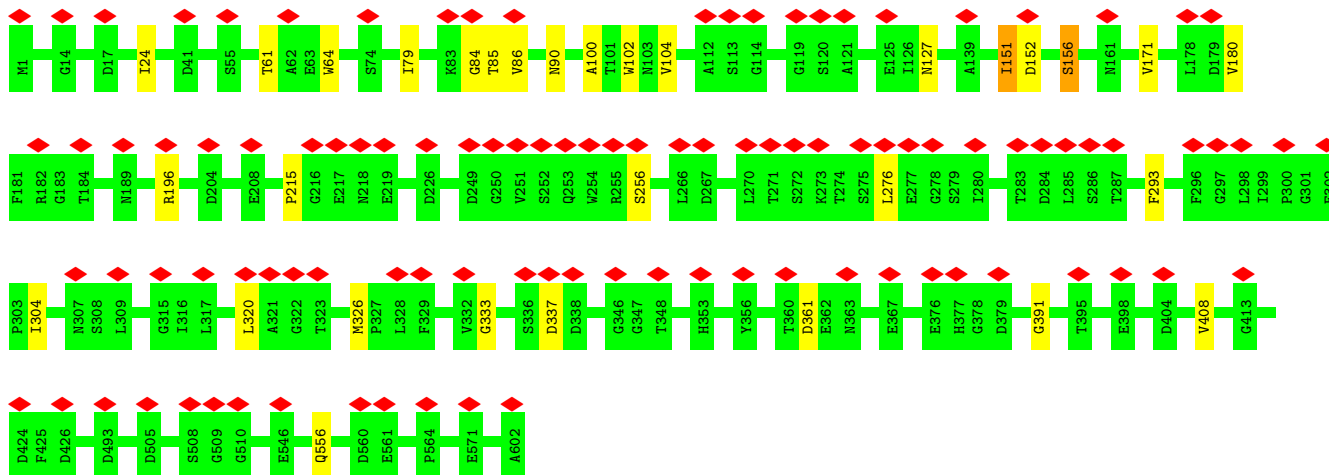 M1 G14 D17 I24 D41 S55 T61 A62 E63 W64 S74 I79 K83 G84 T85 V86 N90 A100 T101 W102 N103 V104 A112 S113 G114 G119 S120 A121 E125 I126 N127 A139 I151 D152 S156 N161 V171 L178 D179 V180
F181 R182 G183 T184 N189 R196 D204 E208 P215 G216 E217 N218 E219 D226 D249 G250 V251 S252 Q253 W254 R255 S256 L266 D267 L270 T271 S272 K273 T274 S275 L276 E277 G278 S279 I280 T283 D284 L285 S286 T287 F293 F296 G297 L298 I299 P300 G301
P303 I304 N307 S308 L309 G315 I316 L317 L320 A321 G322 T323 M326 P327 L328 F329 V332 G333 S336 D337 D338 G346 G347 T348 H353 Y356 T360 D361 E362 N363 E367 E376 H377 G378 D379 G391 T395 E398 D404 V408 G413
D424 F425 D426 D493 D505 S508 G509 G510 E546 Q556 D560 E561 P564 E571 A602